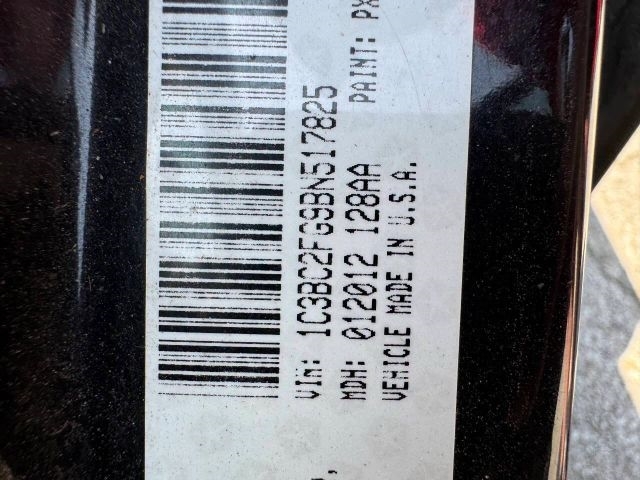 VIN: 1C3BC2FG9BN517825
MDH: 012012 128AA PAINT: PX
VEHICLE MADE IN U.S.A.